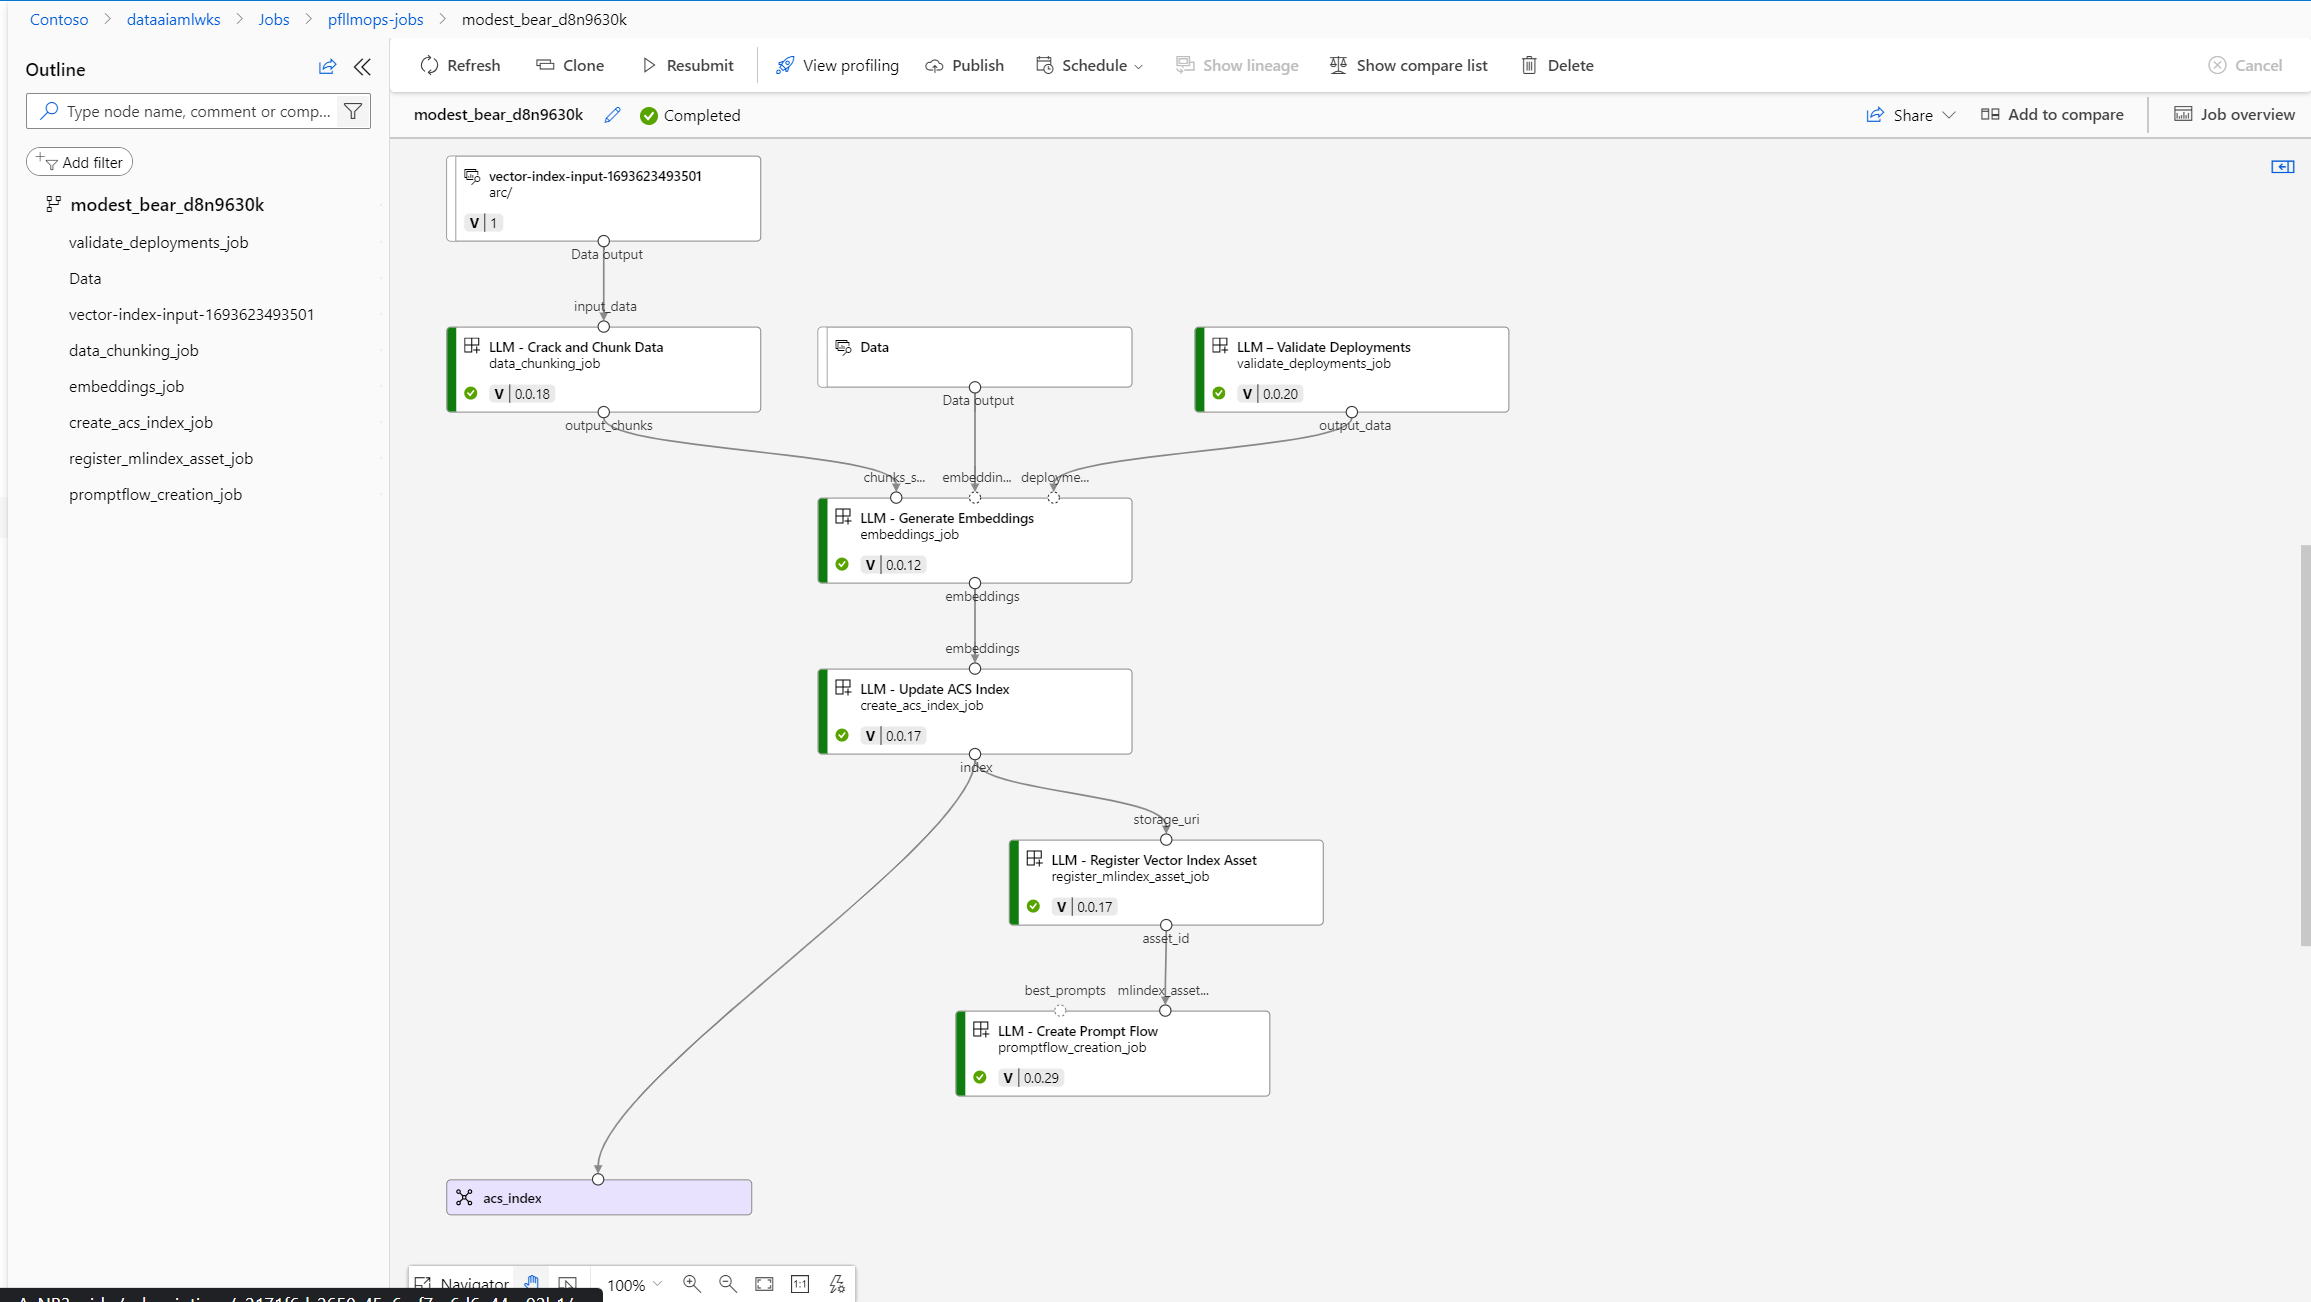 Contoso > dataaiamlwks > Jobs > pfllmops-jobs > modest_bear_d8n9630k
Outline
Type node name, comment or comp...
Add filter
modest_bear_d8n9630k
validate_deployments_job
Data
vector-index-input-1693623493501
data_chunking_job
embeddings_job
create_acs_index_job
register_mlindex_asset_job
promptflow_creation_job
Refresh Clone Resubmit View profiling Publish Schedule Show lineage Show compare list Delete Cancel
modest_bear_d8n9630k Completed Share Add to compare Job overview
vector-index-input-1693623493501
arc/
V 1
Data output
input_data
LLM - Crack and Chunk Data
data_chunking_job
V 0.0.18
output_chunks
Data
Data output
LLM – Validate Deployments
validate_deployments_job
V 0.0.20
output_data
chunks_s... embeddin... deployme...
LLM - Generate Embeddings
embeddings_job
V 0.0.12
embeddings
embeddings
LLM - Update ACS Index
create_acs_index_job
V 0.0.17
index
storage_uri
LLM - Register Vector Index Asset
register_mlindex_asset_job
V 0.0.17
asset_id
best_prompts mlindex_asset...
LLM - Create Prompt Flow
promptflow_creation_job
V 0.0.29
acs_index
Navigator 100% 1:1